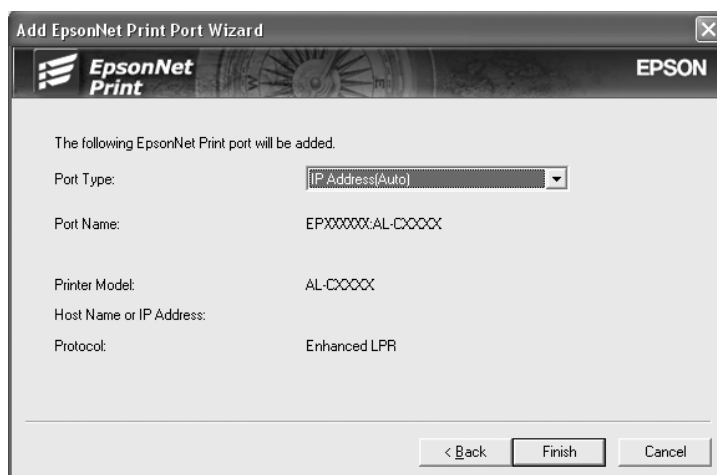 Add EpsonNet Print Port Wizard
EpsonNet
Print
EPSON
The following EpsonNet Print port will be added.
Port Type: IP Address(Auto)
Port Name: EPXXXXXX:AL-CXXXX
Printer Model: AL-CXXXX
Host Name or IP Address:
Protocol: Enhanced LPR
< Back Finish Cancel